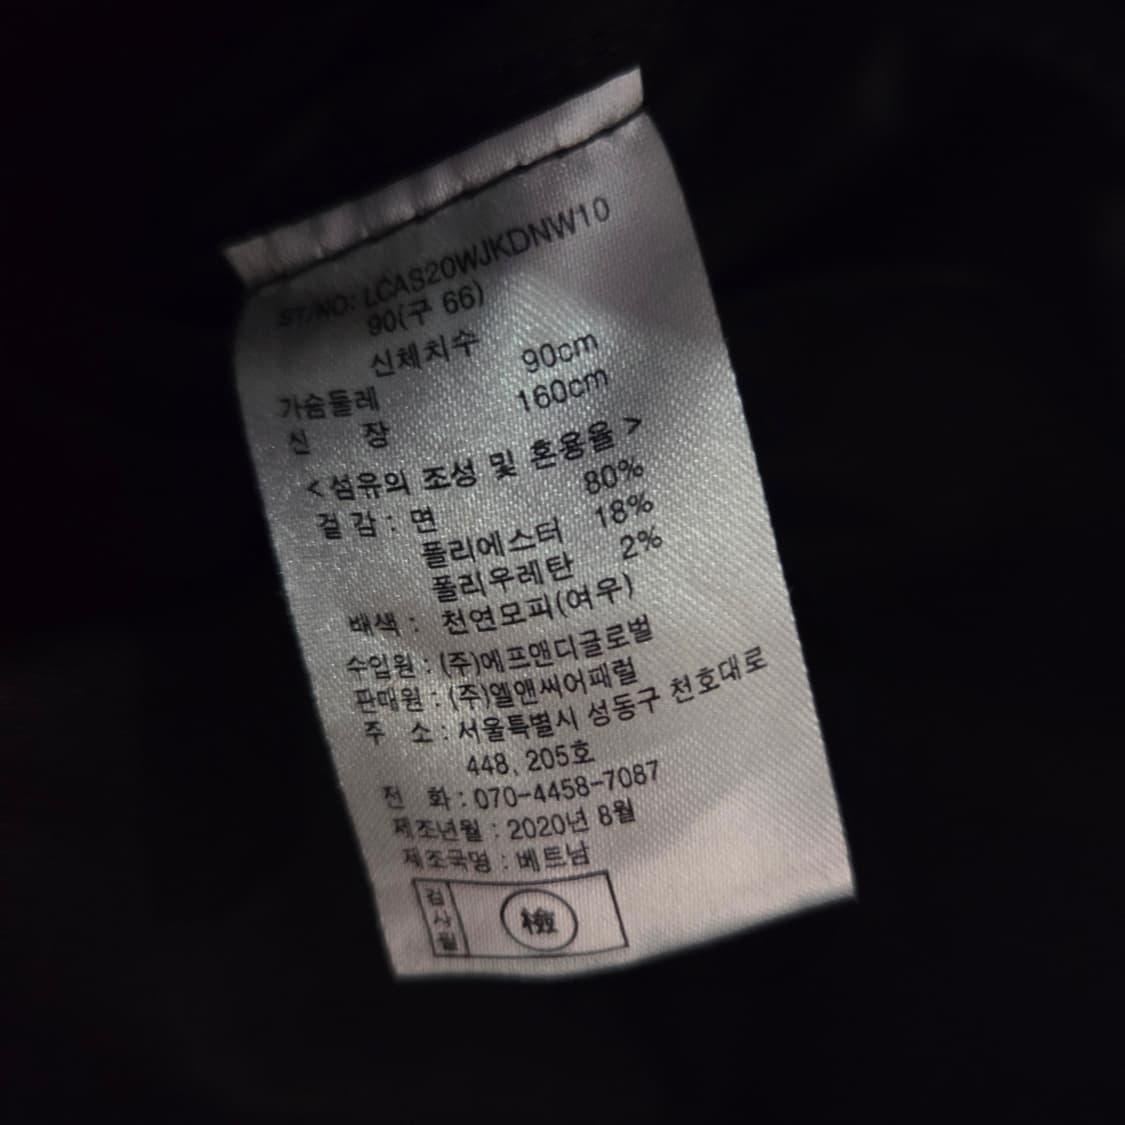 ST/NO: LCAS20WJKDNW10
90(구 66)
신체치수
가슴둘레 90cm
신 장 160cm
<섬유의 조성 및 혼용율>
겉감 : 면 80%
폴리에스터 18%
폴리우레탄 2%
배색 : 천연모피(여우)
수입원 : (주)에프앤디글로벌
판매원 : (주)엘앤씨어패럴
주 소 : 서울특별시 성동구 천호대로
448, 205호
전 화 : 070-4458-7087
제조년월 : 2020년 8월
제조국명 : 베트남
검사필 檢